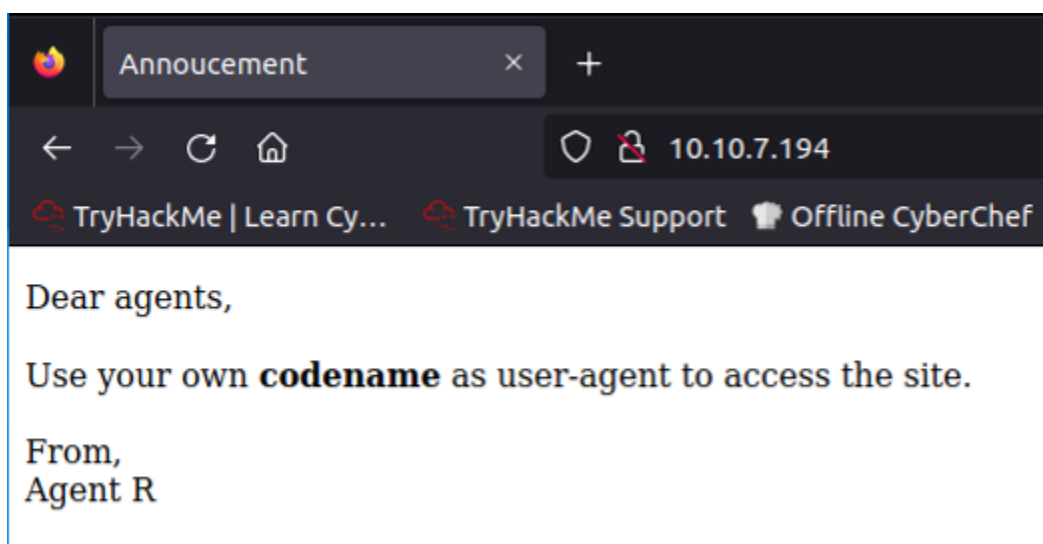 Annoucement
10.10.7.194
TryHackMe | Learn Cy... TryHackMe Support Offline CyberChef
Dear agents,
Use your own codename as user-agent to access the site.
From,
Agent R